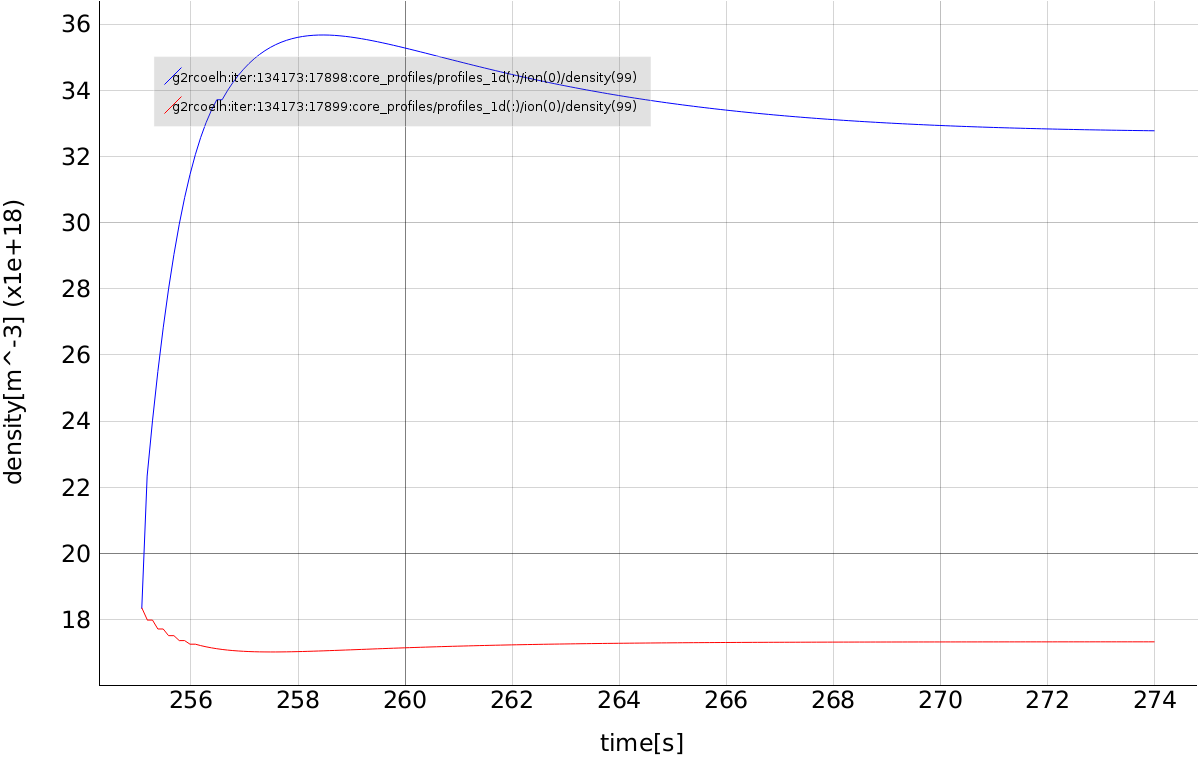 36
34
32
30
28
26
24
22
20
18
density[m^-3] (x1e+18)
g2rcoelh:iter:134173:17898:core_profiles/profiles_1d(:)/ion(0)/density(99)
g2rcoelh:iter:134173:17899:core_profiles/profiles_1d(:)/ion(0)/density(99)
256 258 260 262 264 266 268 270 272 274
time[s]